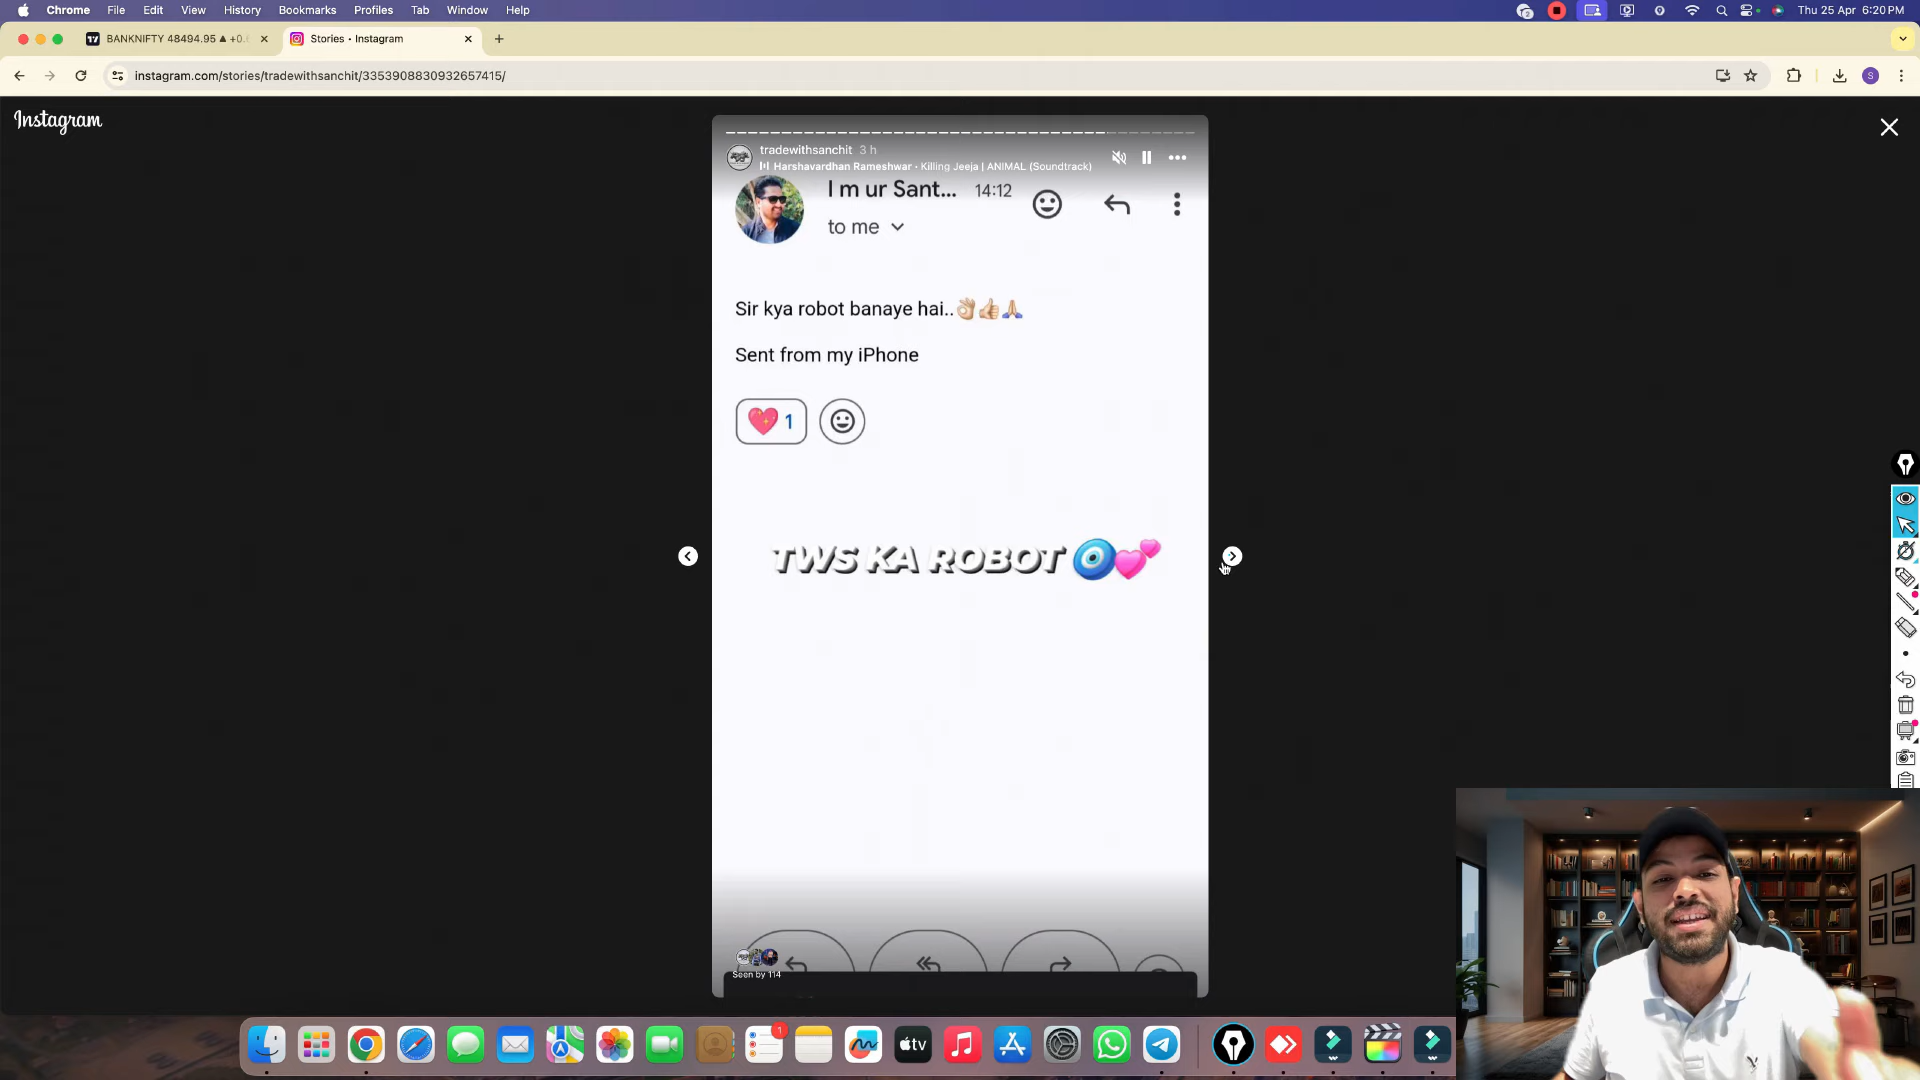 Chrome File Edit View History Bookmarks Profiles Tab Window Help
Thu 25 Apr 6:20 PM
BANKNIFTY 48494.95 ▲ +0.
Stories • Instagram
instagram.com/stories/tradewithsanchit/3353908830932657415/
S
Instagram
tradewithsanchit 3 h
Harshavardhan Rameshwar • Killing Jeeja | ANIMAL (Soundtrack)
I m ur Sant... 14:12
to me
Sir kya robot banaye hai..👌🏼👍🏼🙏🏼
Sent from my iPhone
💖 1
TWS KA ROBOT 🧿💕
Seen by 114
1
tv